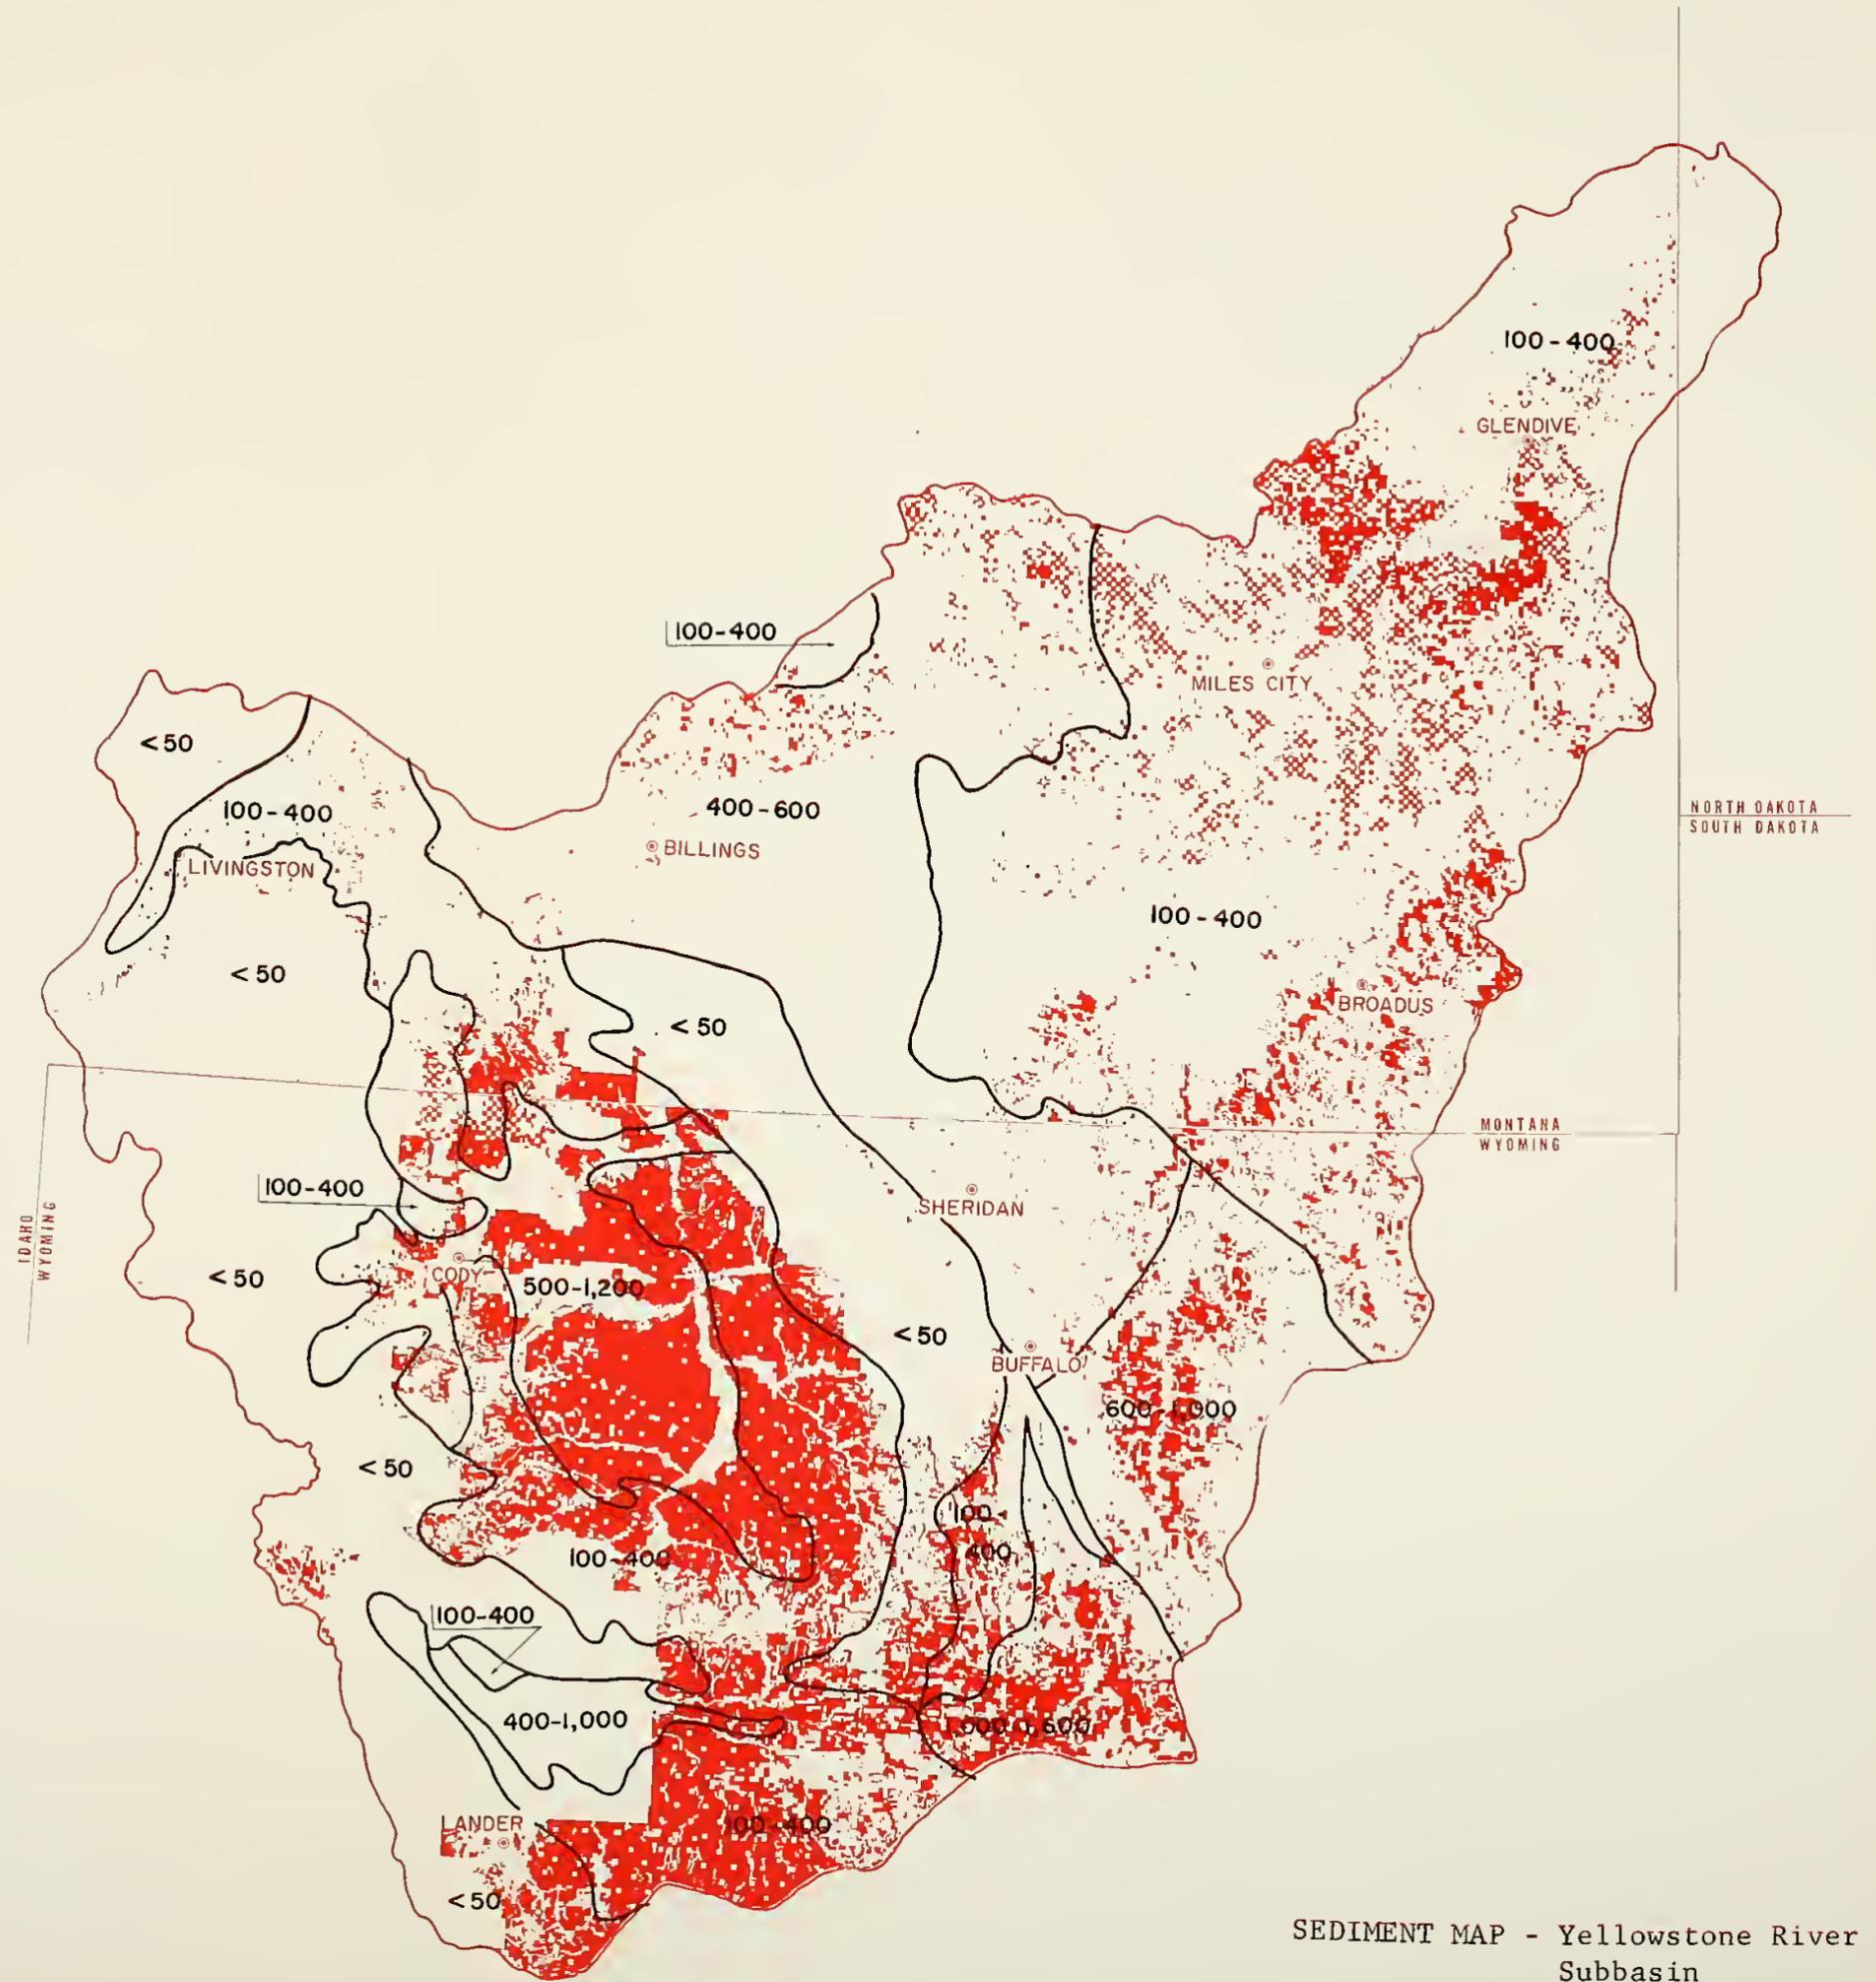 100-400
GLENDIVE
100-400
MILES CITY
<50
100-400
400-600
NORTH DAKOTA
SOUTH DAKOTA
BILLINGS
LIVINGSTON
100-400
<50
BROADUS
<50
MONTANA
WYOMING
100-400
IDAHO
WYOMING
SHERIDAN
<50
CODY
500-1,200
<50
BUFFALO
600-1,000
<50
100-
400
100-400
100-400
400-1,000
LANDER
100-400
<50
SEDIMENT MAP - Yellowstone River
Subbasin